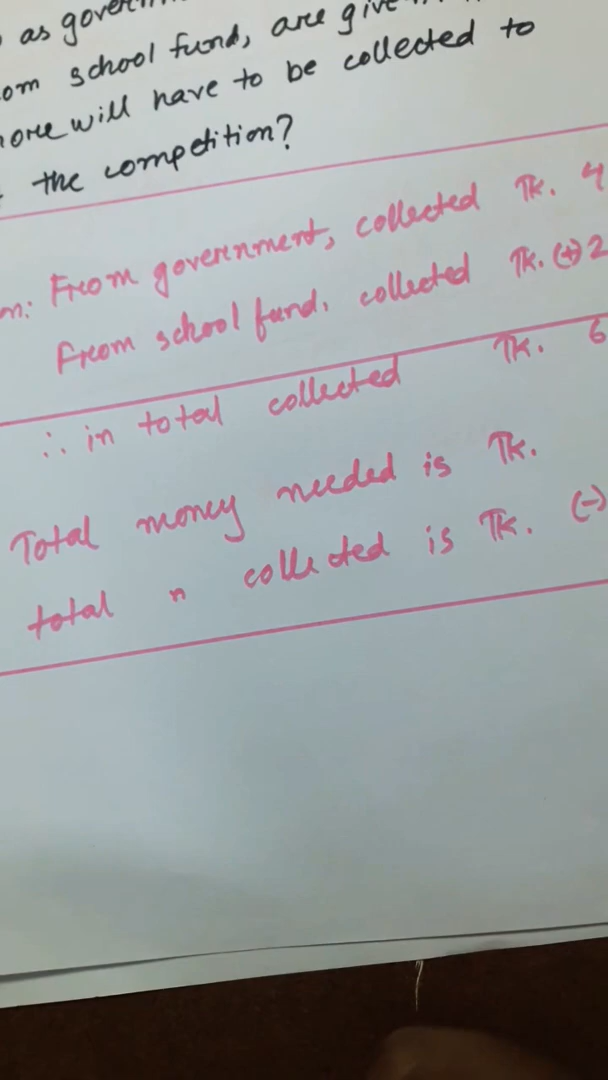 as government
om school fund, are give
more will have to be collected to
the competition?
n: From government, collected Tk. 4
From school fund, collected Tk. (+) 2
∴ in total collected Tk. 6
Total money needed is Tk.
total " collected is Tk. (-)